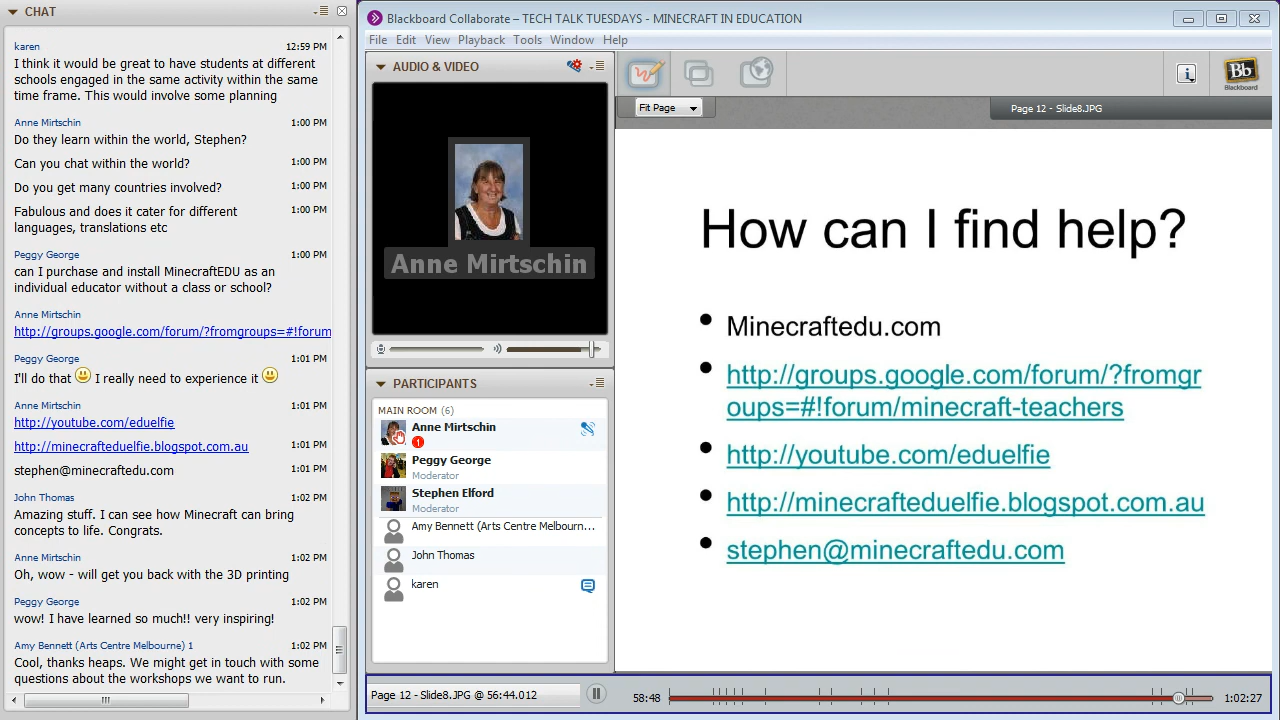 CHAT
karen 12:59 PM
I think it would be great to have students at different
schools engaged in the same activity within the same
time frame. This would involve some planning
Anne Mirtschin 1:00 PM
Do they learn within the world, Stephen?
Can you chat within the world? 1:00 PM
Do you get many countries involved? 1:00 PM
Fabulous and does it cater for different 1:00 PM
languages, translations etc
Peggy George 1:00 PM
can I purchase and install MinecraftEDU as an
individual educator without a class or school?
Anne Mirtschin
http://groups.google.com/forum/?fromgroups=#!forum
Peggy George 1:01 PM
I'll do that I really need to experience it
Anne Mirtschin 1:01 PM
http://youtube.com/eduelfie
http://minecrafteduelfie.blogspot.com.au 1:01 PM
stephen@minecraftedu.com 1:01 PM
John Thomas 1:02 PM
Amazing stuff. I can see how Minecraft can bring
concepts to life. Congrats.
Anne Mirtschin 1:02 PM
Oh, wow - will get you back with the 3D printing
Peggy George 1:02 PM
wow! I have learned so much!! very inspiring!
Amy Bennett (Arts Centre Melbourne) 1 1:02 PM
Cool, thanks heaps. We might get in touch with some
questions about the workshops we want to run.
Blackboard Collaborate – TECH TALK TUESDAYS - MINECRAFT IN EDUCATION
File Edit View Playback Tools Window Help
AUDIO & VIDEO
Anne Mirtschin
PARTICIPANTS
MAIN ROOM (6)
Anne Mirtschin
1
Peggy George
Moderator
Stephen Elford
Moderator
Amy Bennett (Arts Centre Melbourn...
John Thomas
karen
i
Bb
Blackboard
Fit Page
Page 12 - Slide8.JPG
How can I find help?
• Minecraftedu.com
• http://groups.google.com/forum/?fromgr
oups=#!forum/minecraft-teachers
• http://youtube.com/eduelfie
• http://minecrafteduelfie.blogspot.com.au
• stephen@minecraftedu.com
Page 12 - Slide8.JPG @ 56:44.012
58:48
1:02:27